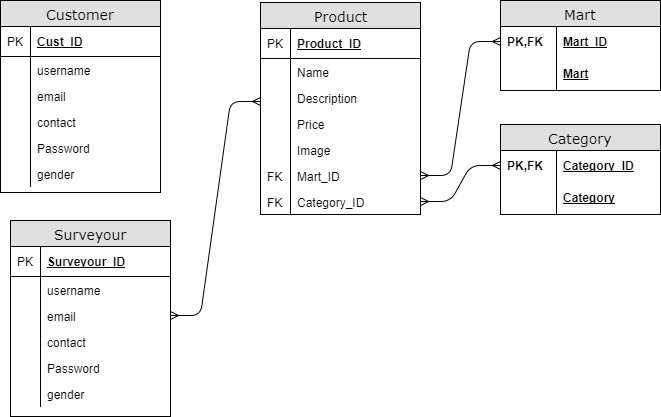 Customer
PK Cust_ID
username
email
contact
Password
gender
Product
PK Product_ID
Name
Description
Price
Image
FK Mart_ID
FK Category_ID
Mart
PK,FK Mart_ID
Mart
Category
PK,FK Category_ID
Category
Surveyour
PK Surveyour_ID
username
email
contact
Password
gender